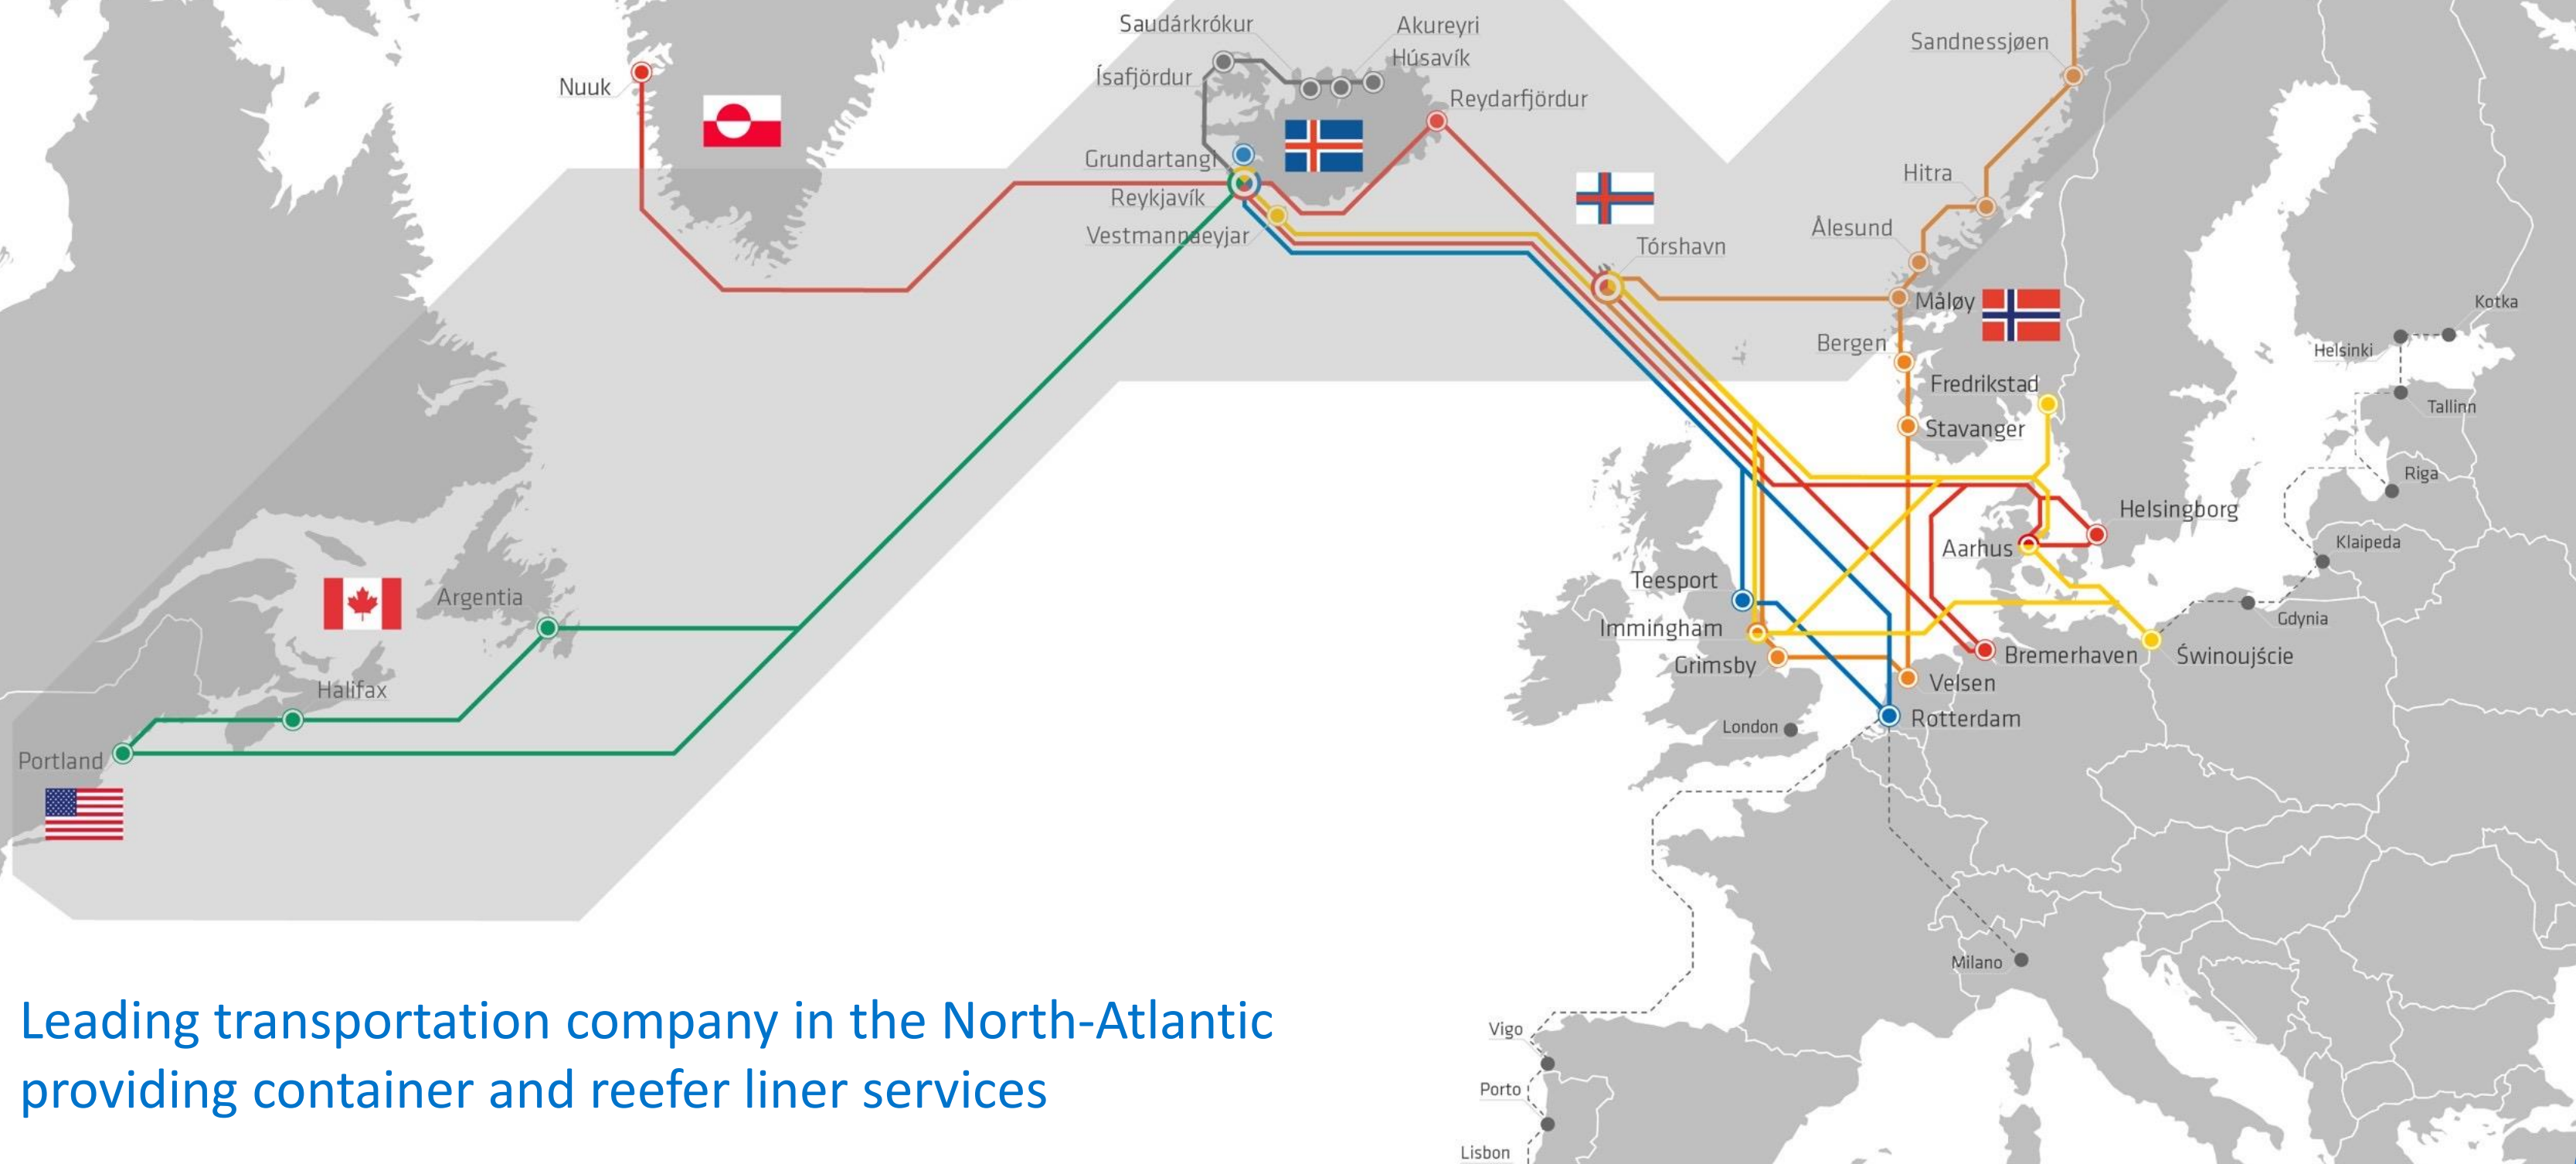 Saudárkrókur
Akureyri
Húsavík
Ísafjördur
Nuuk
Reydarfjördur
Grundartangi
Reykjavík
Vestmannaeyjar
Tórshavn
Sandnessjøen
Hitra
Ålesund
Måløy
Bergen
Fredrikstad
Stavanger
Kotka
Helsinki
Tallinn
Riga
Helsingborg
Klaipeda
Aarhus
Gdynia
Teesport
Immingham
Grimsby
Bremerhaven
Świnoujście
Velsen
Rotterdam
London
Argentia
Halifax
Portland
Milano
Vigo
Porto
Lisbon
Leading transportation company in the North-Atlantic
providing container and reefer liner services